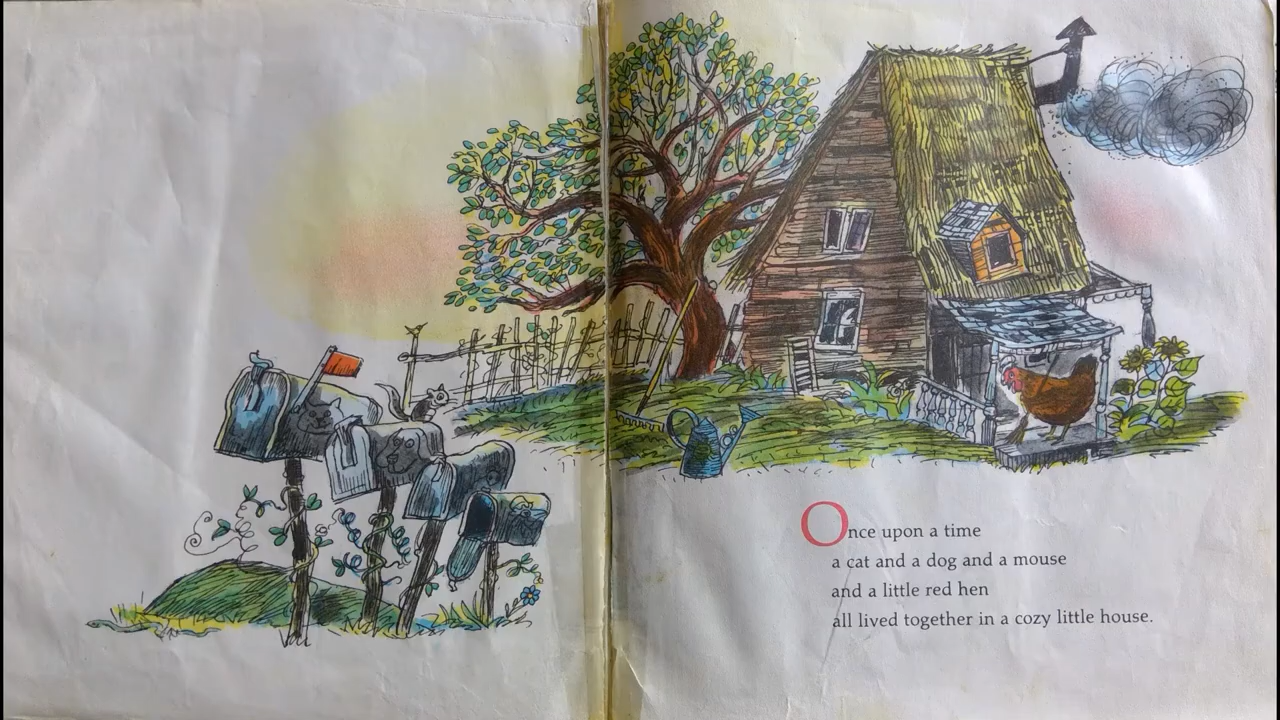 Once upon a time
a cat and a dog and a mouse
and a little red hen
all lived together in a cozy little house.